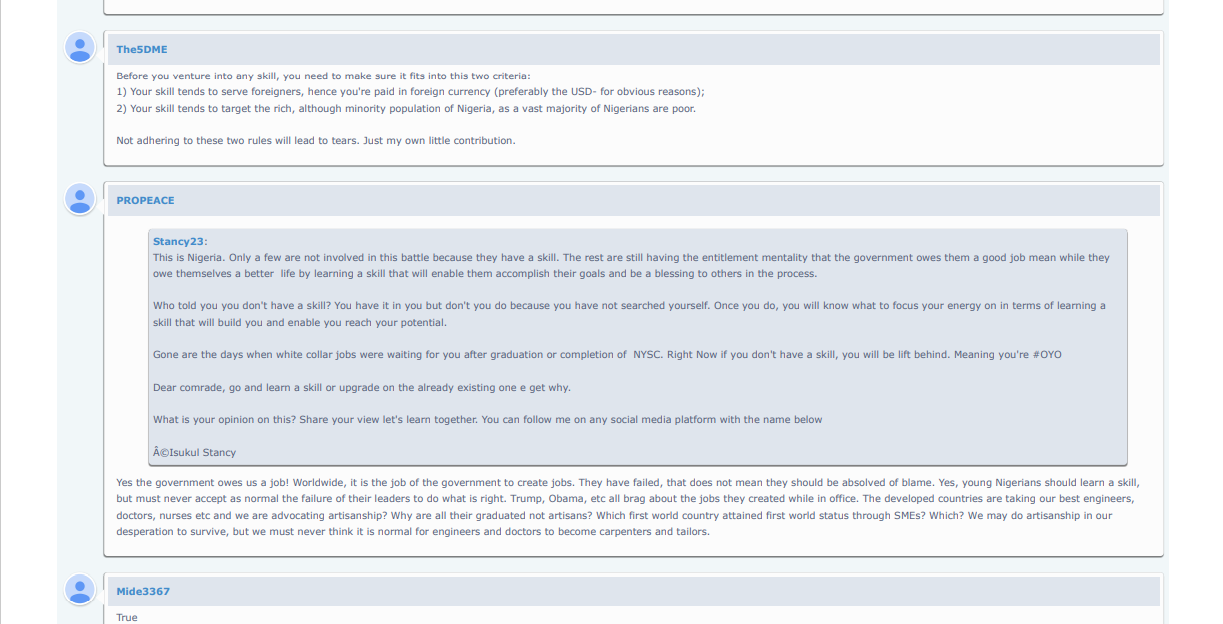 The5DME
Before you venture into any skill, you need to make sure it fits into this two criteria:
1) Your skill tends to serve foreigners, hence you're paid in foreign currency (preferably the USD- for obvious reasons);
2) Your skill tends to target the rich, although minority population of Nigeria, as a vast majority of Nigerians are poor.
Not adhering to these two rules will lead to tears. Just my own little contribution.
PROPEACE
Stancy23:
This is Nigeria. Only a few are not involved in this battle because they have a skill. The rest are still having the entitlement mentality that the government owes them a good job mean while they
owe themselves a better  life by learning a skill that will enable them accomplish their goals and be a blessing to others in the process.
Who told you you don't have a skill? You have it in you but don't you do because you have not searched yourself. Once you do, you will know what to focus your energy on in terms of learning a
skill that will build you and enable you reach your potential.
Gone are the days when white collar jobs were waiting for you after graduation or completion of  NYSC. Right Now if you don't have a skill, you will be lift behind. Meaning you're #OYO
Dear comrade, go and learn a skill or upgrade on the already existing one e get why.
What is your opinion on this? Share your view let's learn together. You can follow me on any social media platform with the name below
Â©Isukul Stancy
Yes the government owes us a job! Worldwide, it is the job of the government to create jobs. They have failed, that does not mean they should be absolved of blame. Yes, young Nigerians should learn a skill,
but must never accept as normal the failure of their leaders to do what is right. Trump, Obama, etc all brag about the jobs they created while in office. The developed countries are taking our best engineers,
doctors, nurses etc and we are advocating artisanship? Why are all their graduated not artisans? Which first world country attained first world status through SMEs? Which? We may do artisanship in our
desperation to survive, but we must never think it is normal for engineers and doctors to become carpenters and tailors.
Mide3367
True